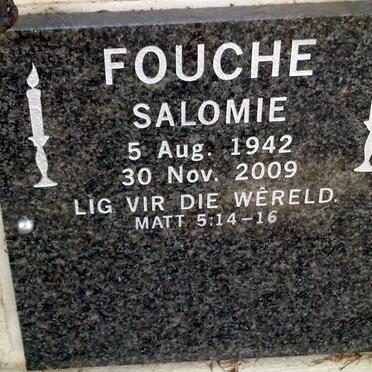 FOUCHE
SALOMIE
5 Aug. 1942
30 Nov. 2009
LIG VIR DIE WÊRELD.
MATT 5:14-16